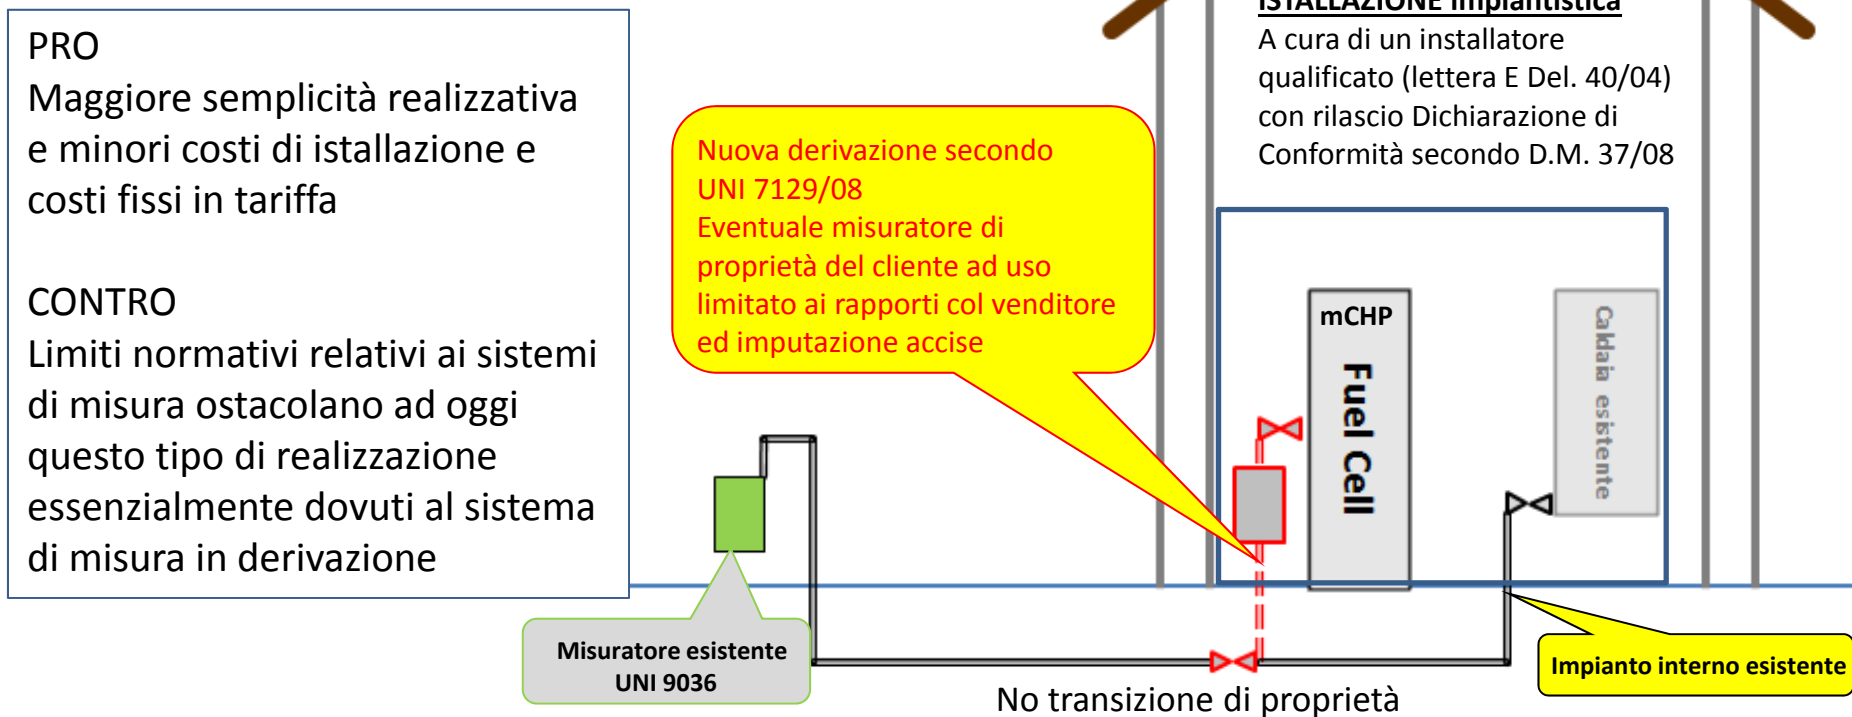 PRO
Maggiore semplicità realizzativa
e minori costi di istallazione e
costi fissi in tariffa
CONTRO
Limiti normativi relativi ai sistemi
di misura ostacolano ad oggi
questo tipo di realizzazione
essenzialmente dovuti al sistema
di misura in derivazione
ISTALLAZIONE impiantistica
A cura di un installatore
qualificato (lettera E Del. 40/04)
con rilascio Dichiarazione di
Conformità secondo D.M. 37/08
Nuova derivazione secondo
UNI 7129/08
Eventuale misuratore di
proprietà del cliente ad uso
limitato ai rapporti col venditore
ed imputazione accise
mCHP
Fuel Cell
Caldaia esistente
Misuratore esistente
UNI 9036
Impianto interno esistente
No transizione di proprietà